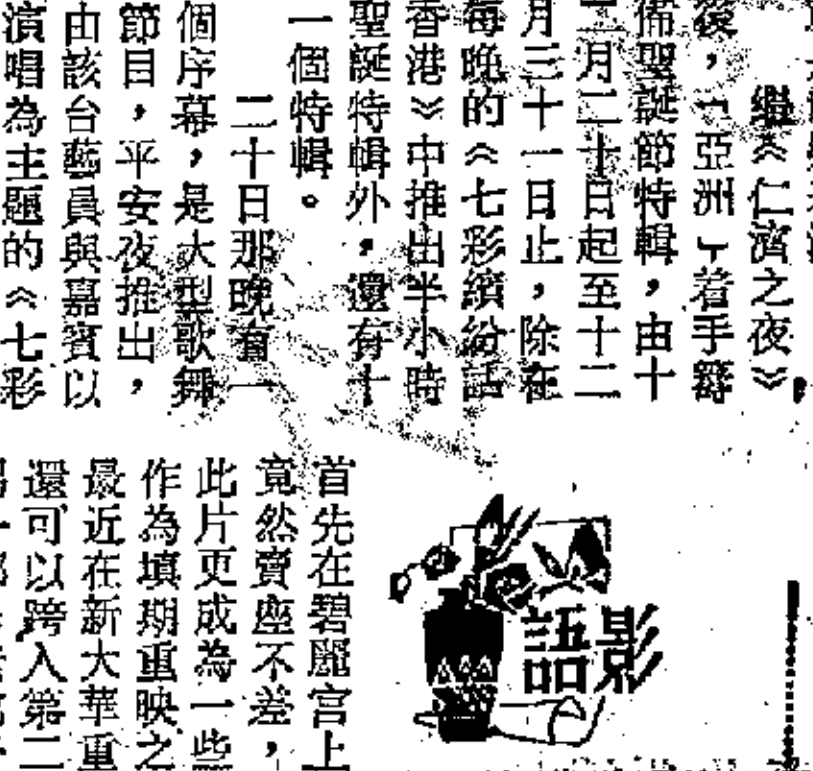 繼《仁濟之夜》
後，「亞洲」着手籌
備聖誕節特輯，由十
二月二十日起至十二
月三十一日止，除在
每晚的《七彩繽紛話
香港》中推出半小時
聖誕特輯外，還有十
一個特輯。
二十日那晚有一
個序幕，是大型歌舞
節目，平安夜推出，
由該台藝員與嘉賓以
演唱為主題的《七彩
影語
首先在碧麗宮上
竟然賣座不差，
此片更成為一些
作為填期重映之
最近在新大華重
還可以跨入第二